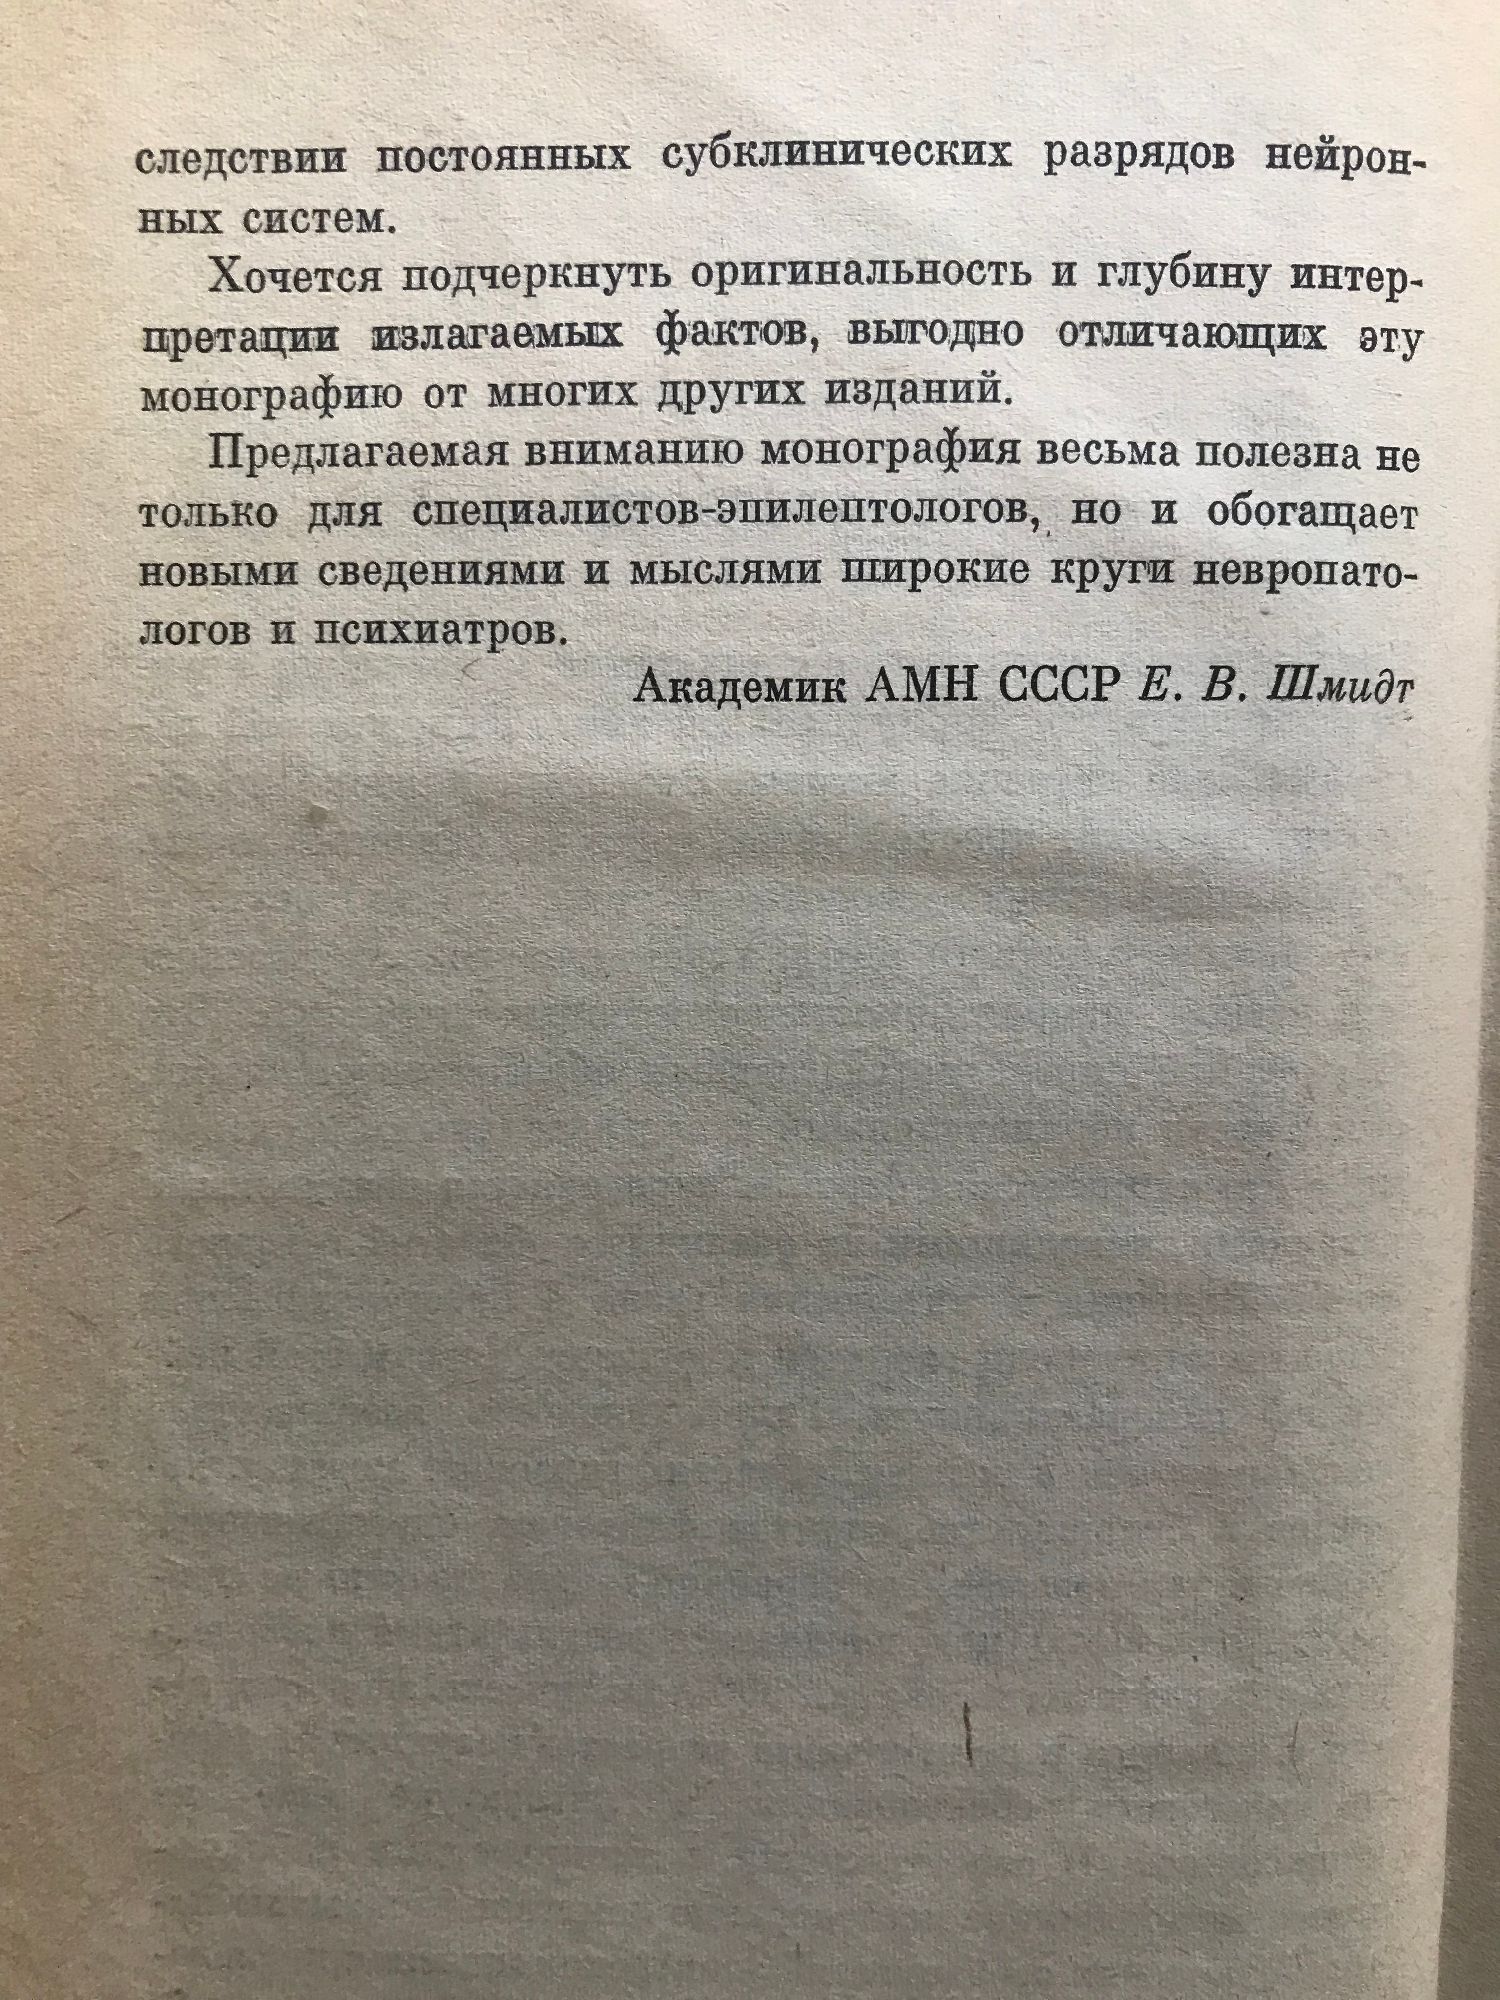 следствии постоянных субклинических разрядов нейрон-
ных систем.
Хочется подчеркнуть оригинальность и глубину интер-
претации излагаемых фактов, выгодно отличающих эту
монографию от многих других изданий.
Предлагаемая вниманию монография весьма полезна не
только для специалистов-эпилептологов, но и обогащает
новыми сведениями и мыслями широкие круги невропато-
логов и психиатров.
Академик АМН СССР Е. В. Шмидт